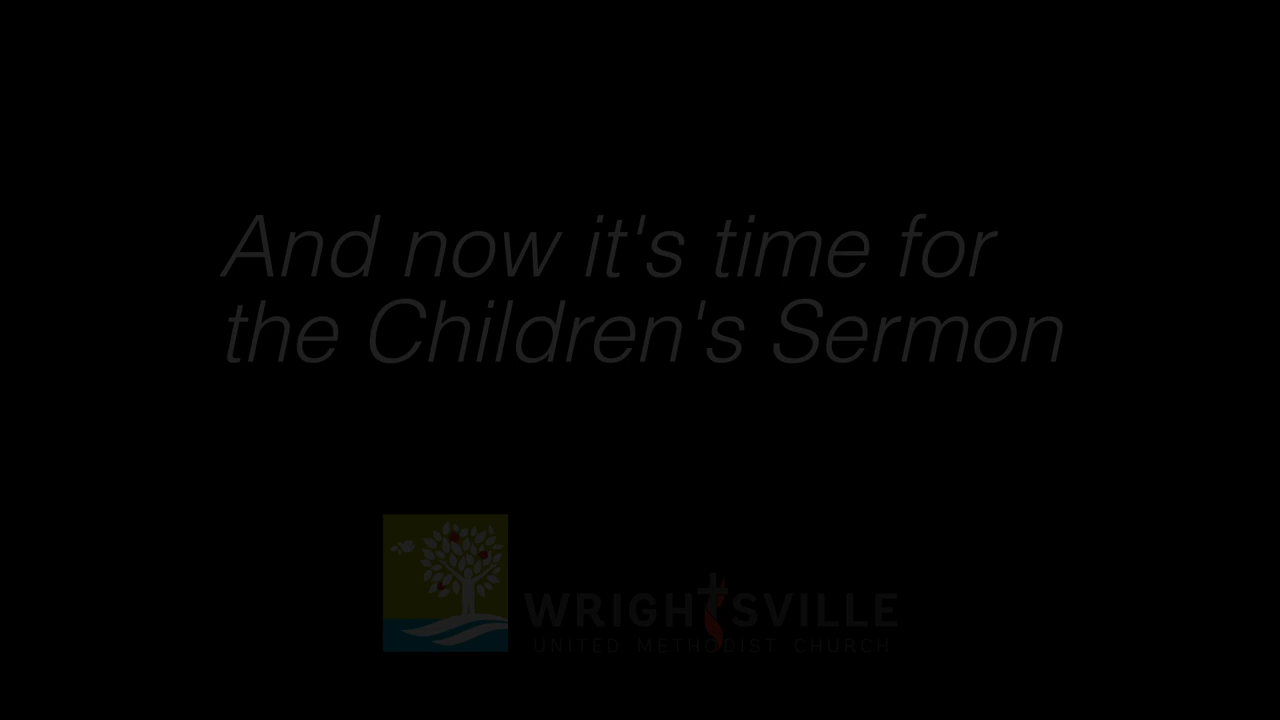 And now it's time for
the Children's Sermon
WRIGHTSVILLE
UNITED METHODIST CHURCH